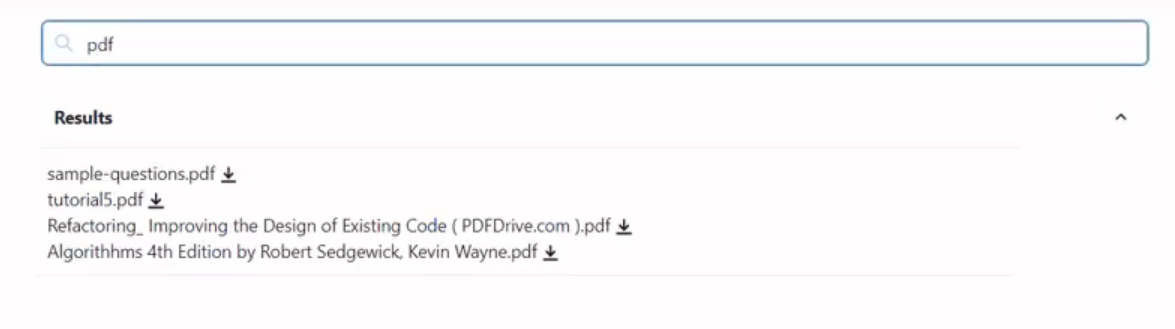 pdf
Results
sample-questions.pdf
tutorial5.pdf
Refactoring_ Improving the Design of Existing Code ( PDFDrive.com ).pdf
Algorithhms 4th Edition by Robert Sedgewick, Kevin Wayne.pdf